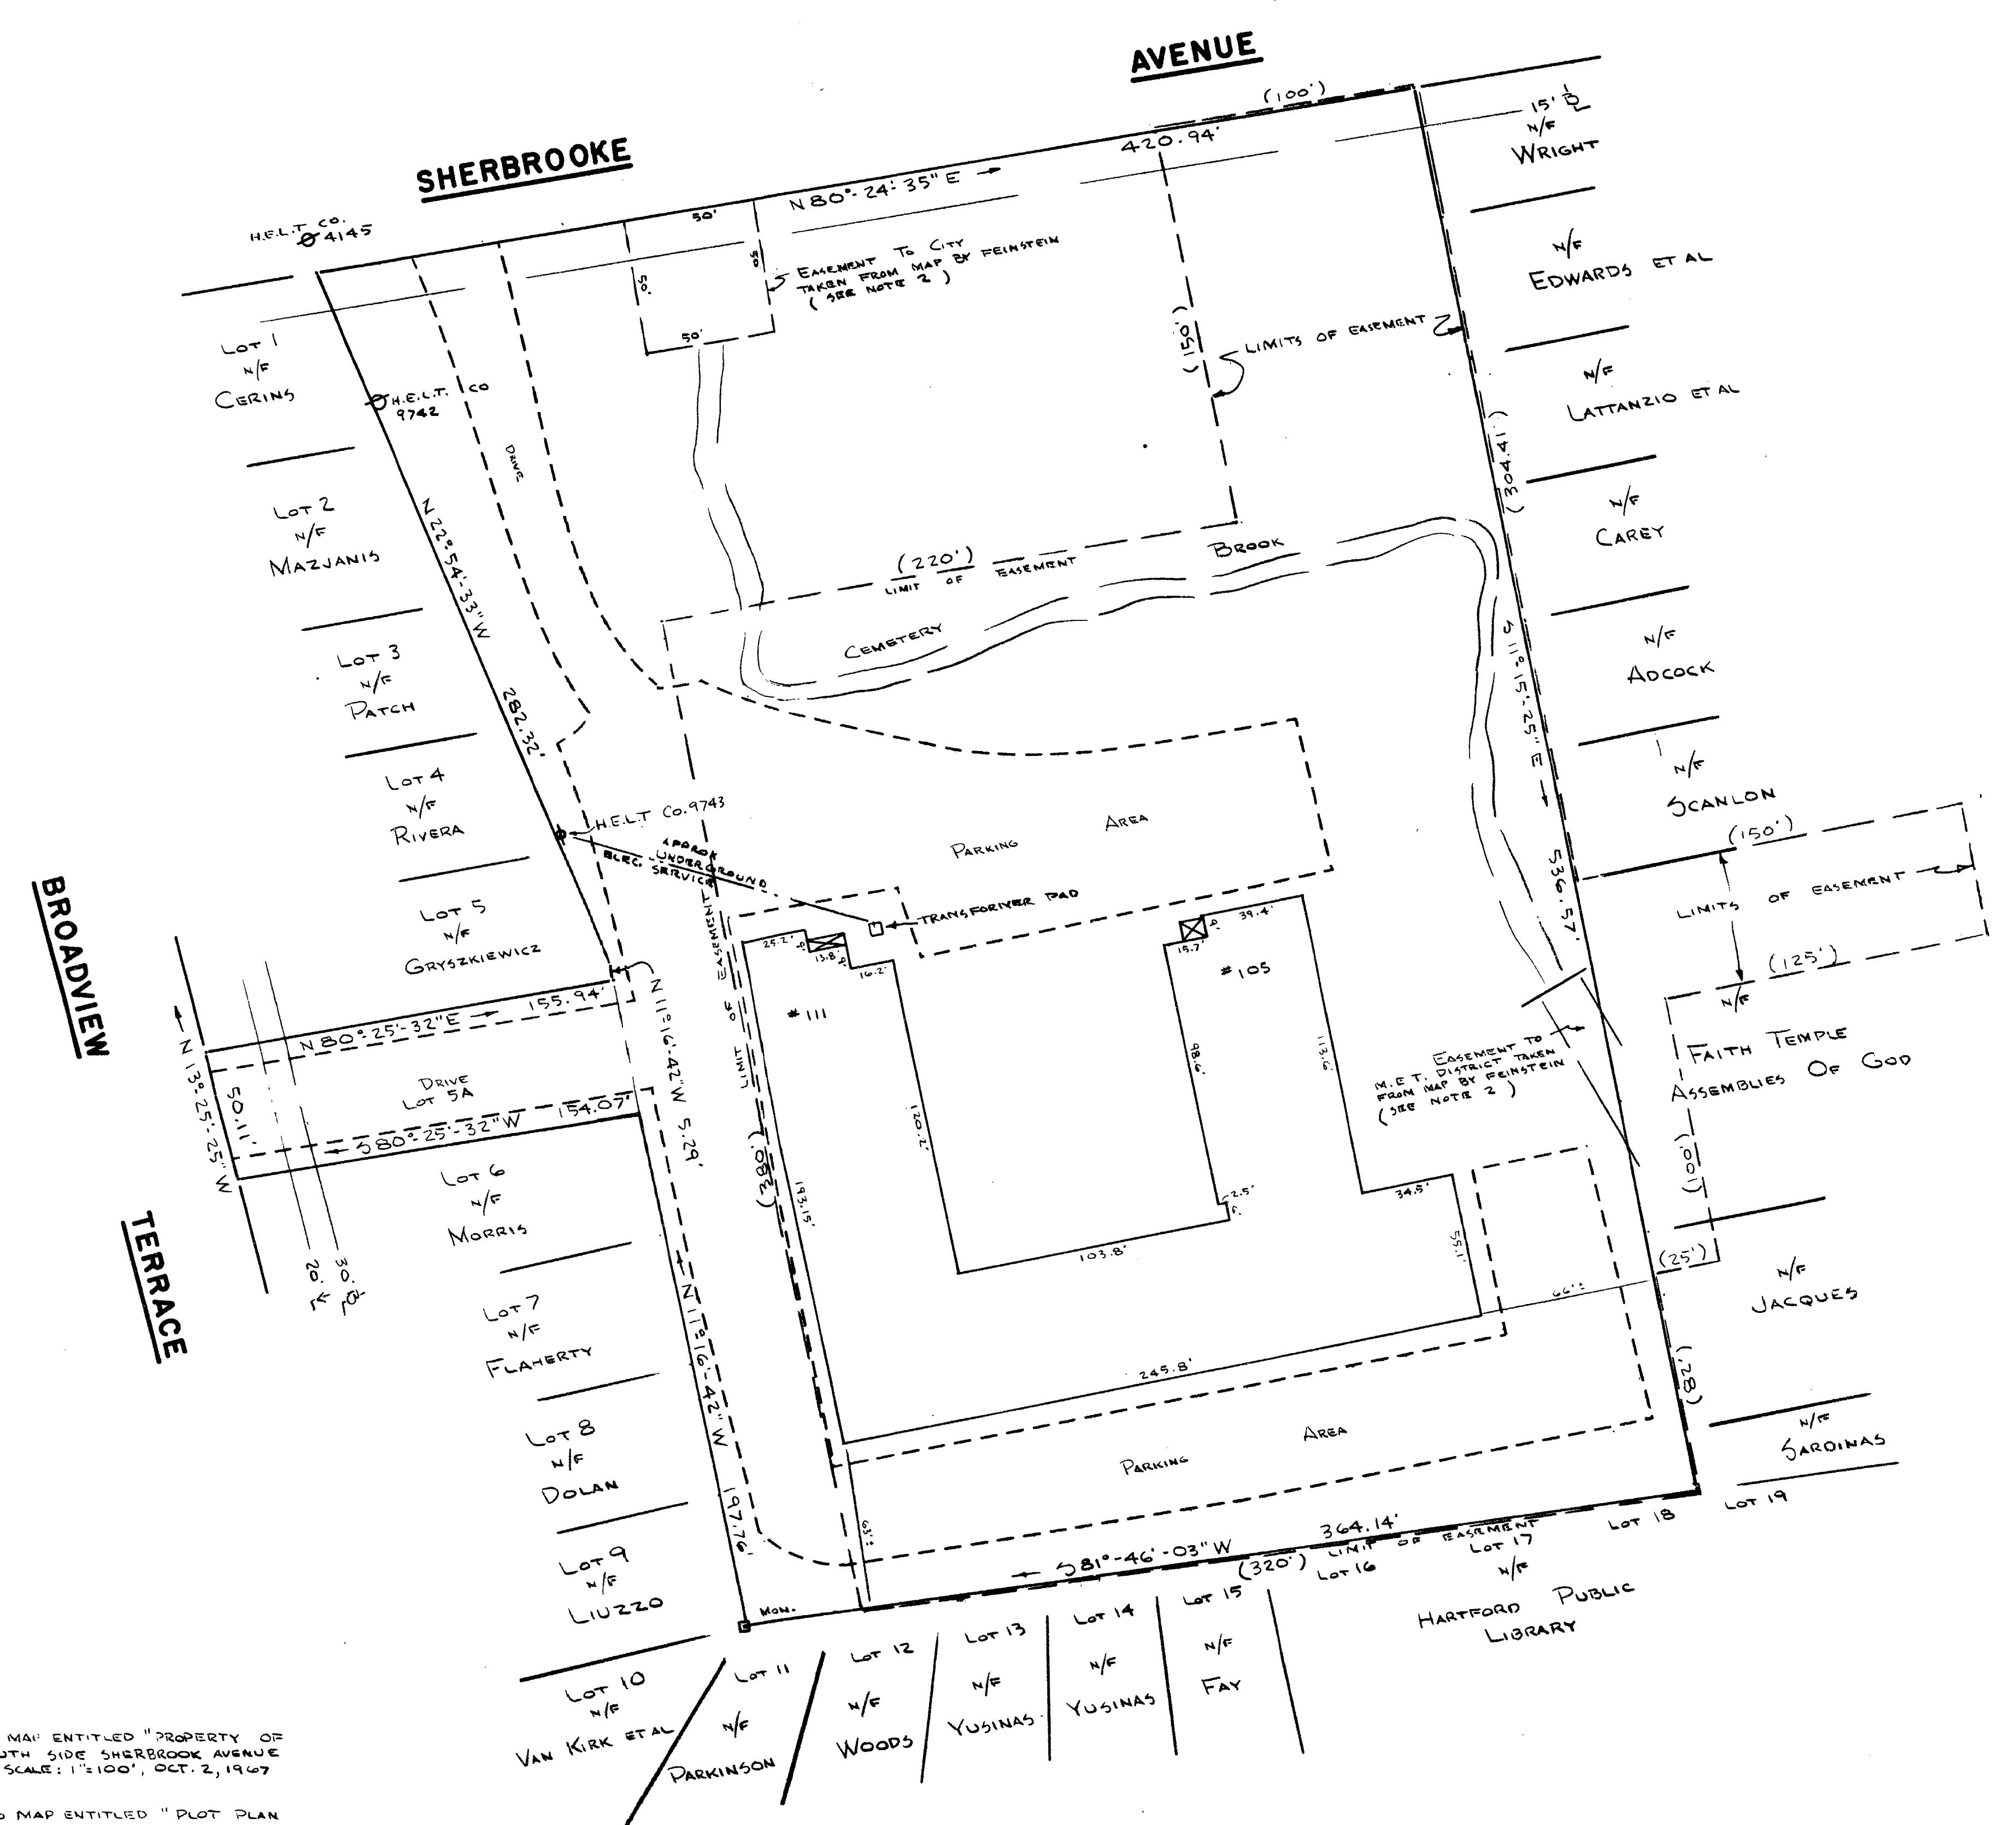 AVENUE
SHERBROOKE
(100')
420.94'
15' B/L
N/F
WRIGHT
H.E.L.T. CO.
4145
50'
N 80°-24'-35" E
50'
50'
50'
EASEMENT TO CITY
TAKEN FROM MAP BY FEINSTEIN
( SEE NOTE 2 )
N/F
EDWARDS ET AL
LOT 1
N/F
CERINS
H.E.L.T. CO
9742
DRIVE
(150')
LIMITS OF EASEMENT
N/F
LATTANZIO ET AL
(304.41')
LOT 2
N/F
MAZJANIS
N 22°-54'-33" W
282.32'
(220')
LIMIT OF EASEMENT
BROOK
N/F
CAREY
CEMETERY
LOT 3
N/F
PATCH
S 11°-15'-25" E
536.57'
N/F
ADCOCK
LOT 4
N/F
RIVERA
H.E.L.T CO. 9743
APPROX
UNDERGROUND
ELEC. SERVICE
PARKING AREA
N/F
SCANLON
(150')
LIMITS OF EASEMENT
(125')
BROADVIEW
TERRACE
LOT 5
N/F
GRYSZKIEWICZ
TRANSFORMER PAD
25.2'
13.8'
16.2'
15.7'
39.4'
# 105
# 111
LIMIT OF EASEMENT
(380')
155.94'
N 80°-25'-32" E
N 11°-16'-42" W 5.29'
N 13°-25'-25" W
50.11'
DRIVE
LOT 5A
154.07'
S 80°-25'-32" W
20'
30'
98.6'
113.6'
120.2'
193.15'
EASEMENT TO
M.E.T. DISTRICT TAKEN
FROM MAP BY FEINSTEIN
(SEE NOTE 2 )
N/F
FAITH TEMPLE
ASSEMBLIES OF GOD
(100')
LOT 6
N/F
MORRIS
2.5'
34.5'
55.1'
103.8'
(25')
66'±
N/F
JACQUES
LOT 7
N/F
FLAHERTY
N 11°-16'-42" W
197.76'
245.8'
(128')
LOT 8
N/F
DOLAN
PARKING AREA
N/F
SARDINAS
LOT 9
N/F
LIUZZO
63'±
MON.
S 81°-46'-03" W
364.14'
(320') LIMIT OF EASEMENT
LOT 19
LOT 18
LOT 17
N/F
HARTFORD PUBLIC
LIBRARY
LOT 16
LOT 15
N/F
FAY
LOT 14
N/F
YUSINAS
LOT 13
N/F
YUSINAS
LOT 12
N/F
WOODS
LOT 11
N/F
PARKINSON
LOT 10
N/F
VAN KIRK ET AL
MAP ENTITLED "PROPERTY OF
UTH SIDE SHERBROOK AVENUE
SCALE: 1"=100', OCT. 2, 1967
MAP ENTITLED "PLOT PLAN